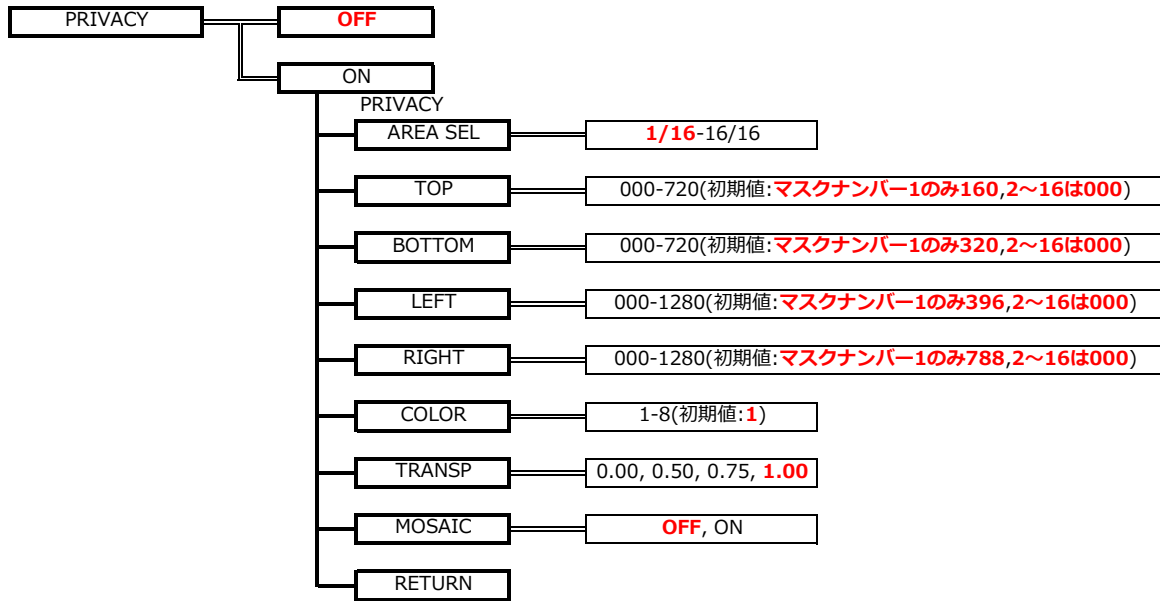 PRIVACY OFF
ON
PRIVACY
AREA SEL 1/16-16/16
TOP 000-720(初期値:マスクナンバー1のみ160,2～16は000)
BOTTOM 000-720(初期値:マスクナンバー1のみ320,2～16は000)
LEFT 000-1280(初期値:マスクナンバー1のみ396,2～16は000)
RIGHT 000-1280(初期値:マスクナンバー1のみ788,2～16は000)
COLOR 1-8(初期値:1)
TRANSP 0.00, 0.50, 0.75, 1.00
MOSAIC OFF, ON
RETURN